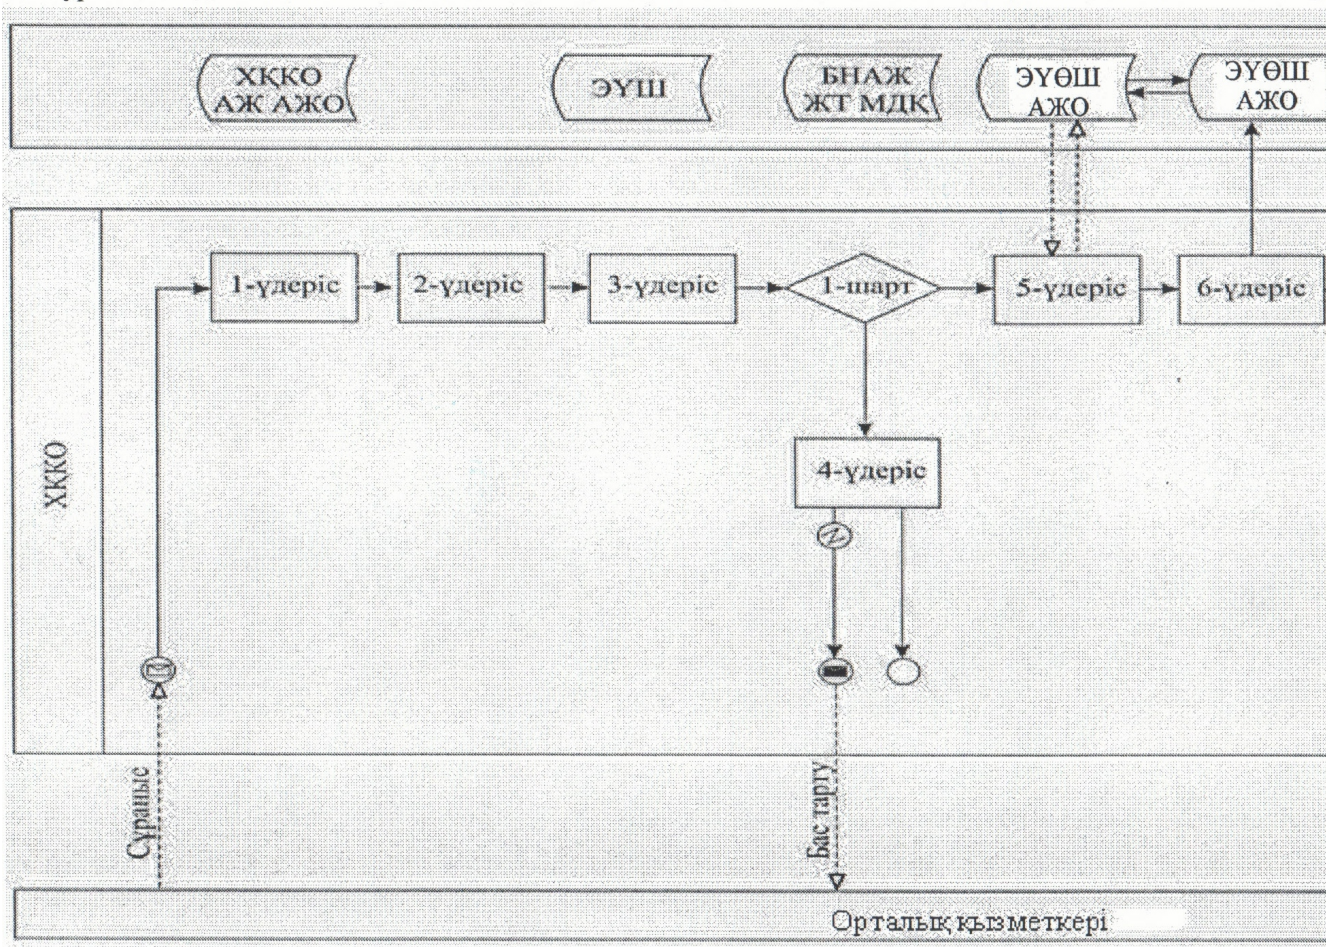 ХҚКО
АЖ АЖО
ЭҮШ
БНАЖ
ЖТ МДҚ
ЭҮӨШ
АЖО
ЭҮӨШ
АЖО
1-үдеріс
2-үдеріс
3-үдеріс
1-шарт
5-үдеріс
6-үдеріс
4-үдеріс
ХҚКО
Сұраныс
Бас тарту
Орталық қызметкері